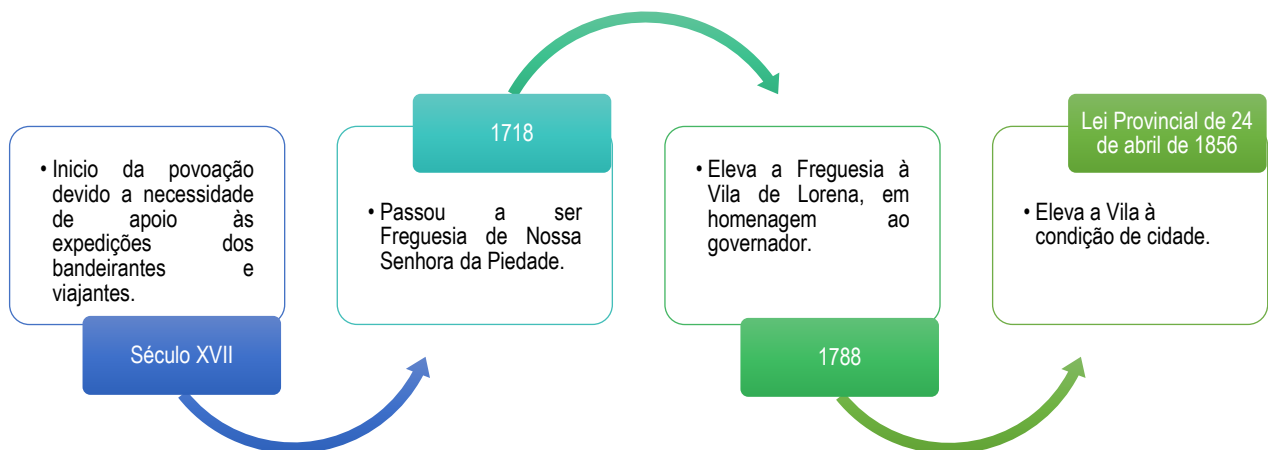 • Inicio da povoação
devido a necessidade
de apoio às
expedições dos
bandeirantes e
viajantes.
Século XVII
1718
• Passou a ser
Freguesia de Nossa
Senhora da Piedade.
• Eleva a Freguesia à
Vila de Lorena, em
homenagem ao
governador.
1788
Lei Provincial de 24
de abril de 1856
• Eleva a Vila à
condição de cidade.